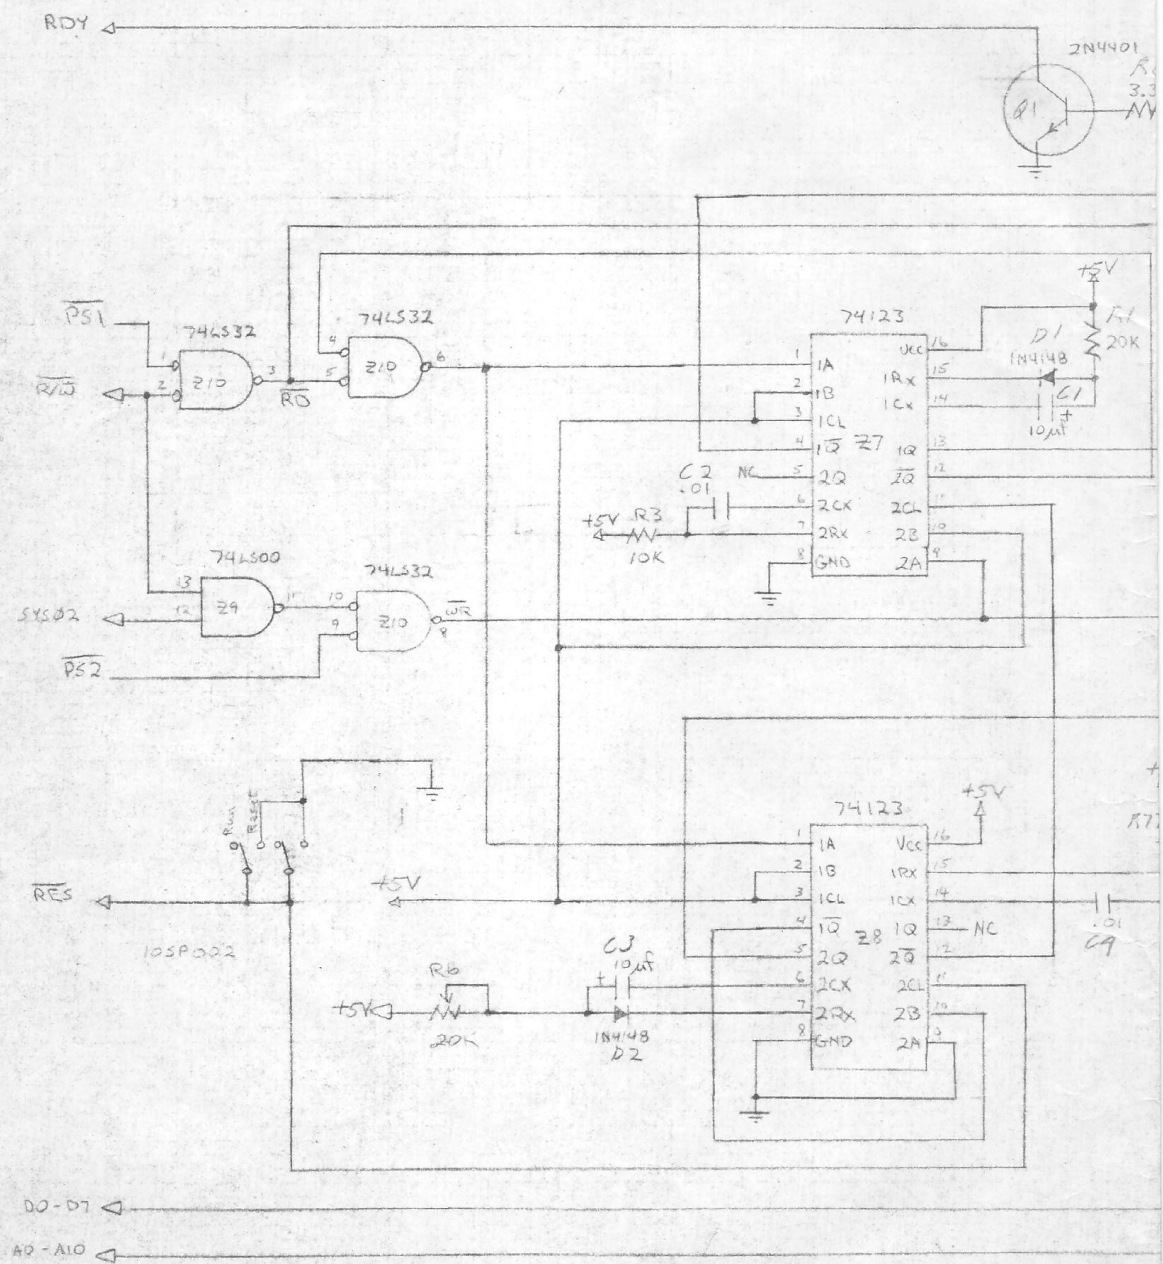 RDY
2N4401
3.3
Q1
+5V
PS1
74LS32
74LS32
74123
D1
R1
20K
1N4148
1 2 Z10 3
4 5 Z10 6
R/W
RD
1 1A VCC 16
2 1B 1RX 15
3 1CL 1CX 14
C1
10µf
+
4 1Q Z7 1Q 13
NC 5 2Q 2Q 12
C2
.01
6 2CX 2CL 11
+5V R3
10K
7 2RX 2B 10
8 GND 2A 9
74LS00
74LS32
13 12 Z9 11
10 9 Z10 8
WR
SYSO2
PS2
+5V
74123
Run
Reset
1 1A VCC 16
2 1B 1RX 15
RES
+5V
3 1CL 1CX 14
.01
C4
4 1Q Z8 1Q 13 NC
10SP002
5 2Q 2Q 12
C3
10µf
+
R6
6 2CX 2CL 11
+5V
20K
1N4148
D2
7 2RX 2B 10
8 GND 2A 9
D0-D7
A0-A10